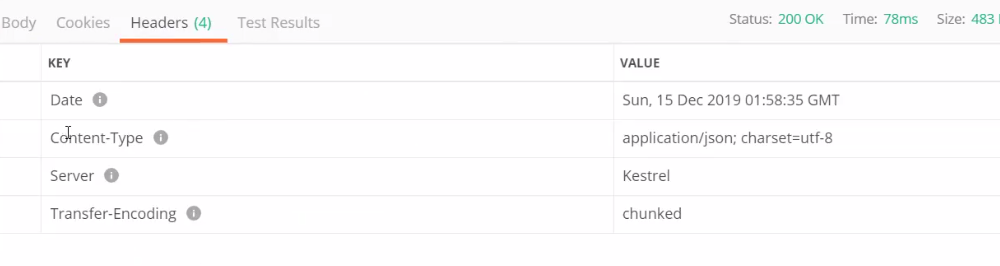 Body Cookies Headers (4) Test Results Status: 200 OK Time: 78ms Size: 483
KEY VALUE
Date Sun, 15 Dec 2019 01:58:35 GMT
Content-Type application/json; charset=utf-8
Server Kestrel
Transfer-Encoding chunked